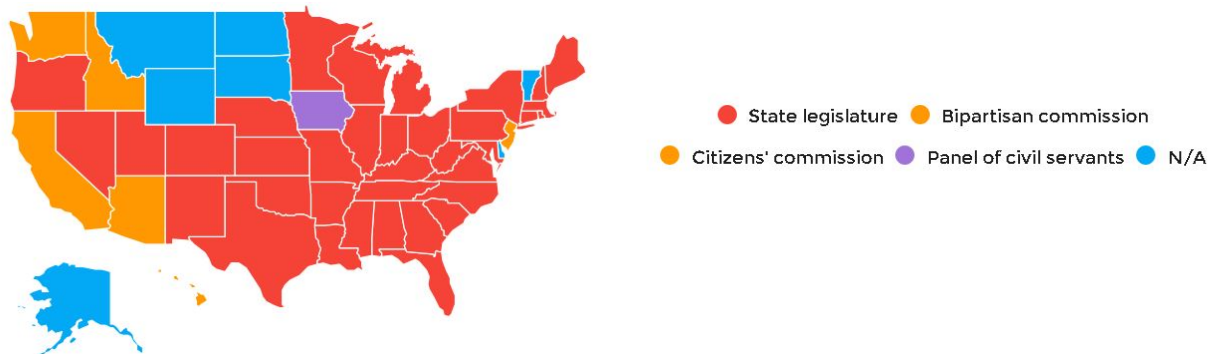 State legislature Bipartisan commission
Citizens' commission Panel of civil servants N/A